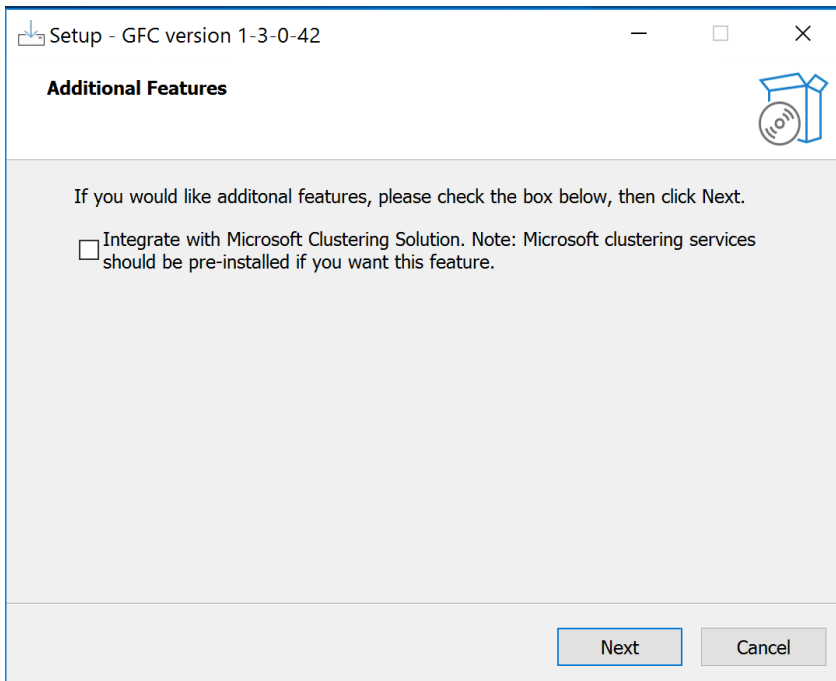 Setup - GFC version 1-3-0-42
Additional Features
If you would like additonal features, please check the box below, then click Next.
Integrate with Microsoft Clustering Solution. Note: Microsoft clustering services
should be pre-installed if you want this feature.
Next
Cancel